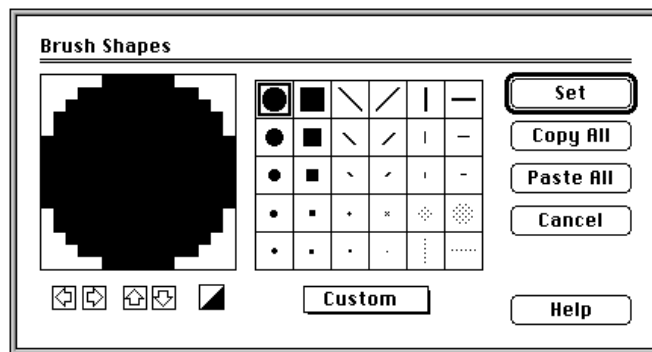 Brush Shapes
Set
Copy All
Paste All
Cancel
Custom
Help